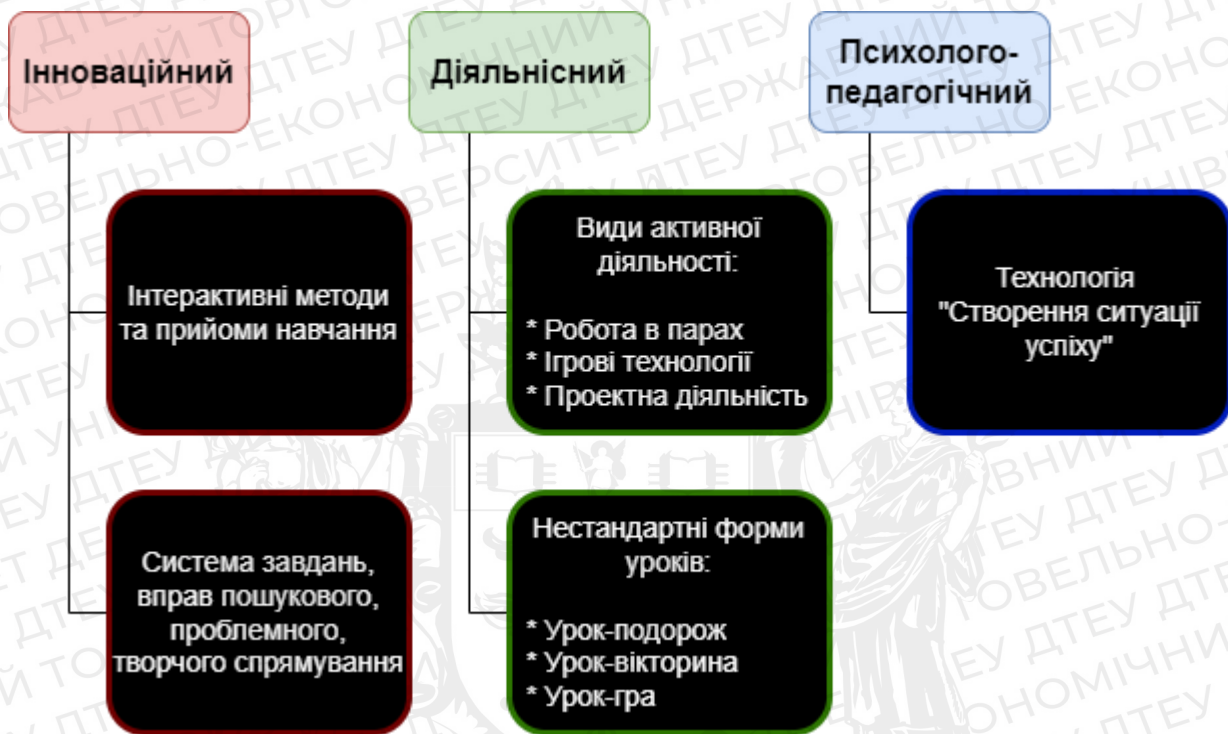 Інноваційний
Діяльнісний
Психолого-
педагогічний
Інтерактивні методи
та прийоми навчання
Види активної
діяльності:
* Робота в парах
* Ігрові технології
* Проектна діяльність
Технологія
"Створення ситуації
успіху"
Система завдань,
вправ пошукового,
проблемного,
творчого спрямування
Нестандартні форми
уроків:
* Урок-подорож
* Урок-вікторина
* Урок-гра